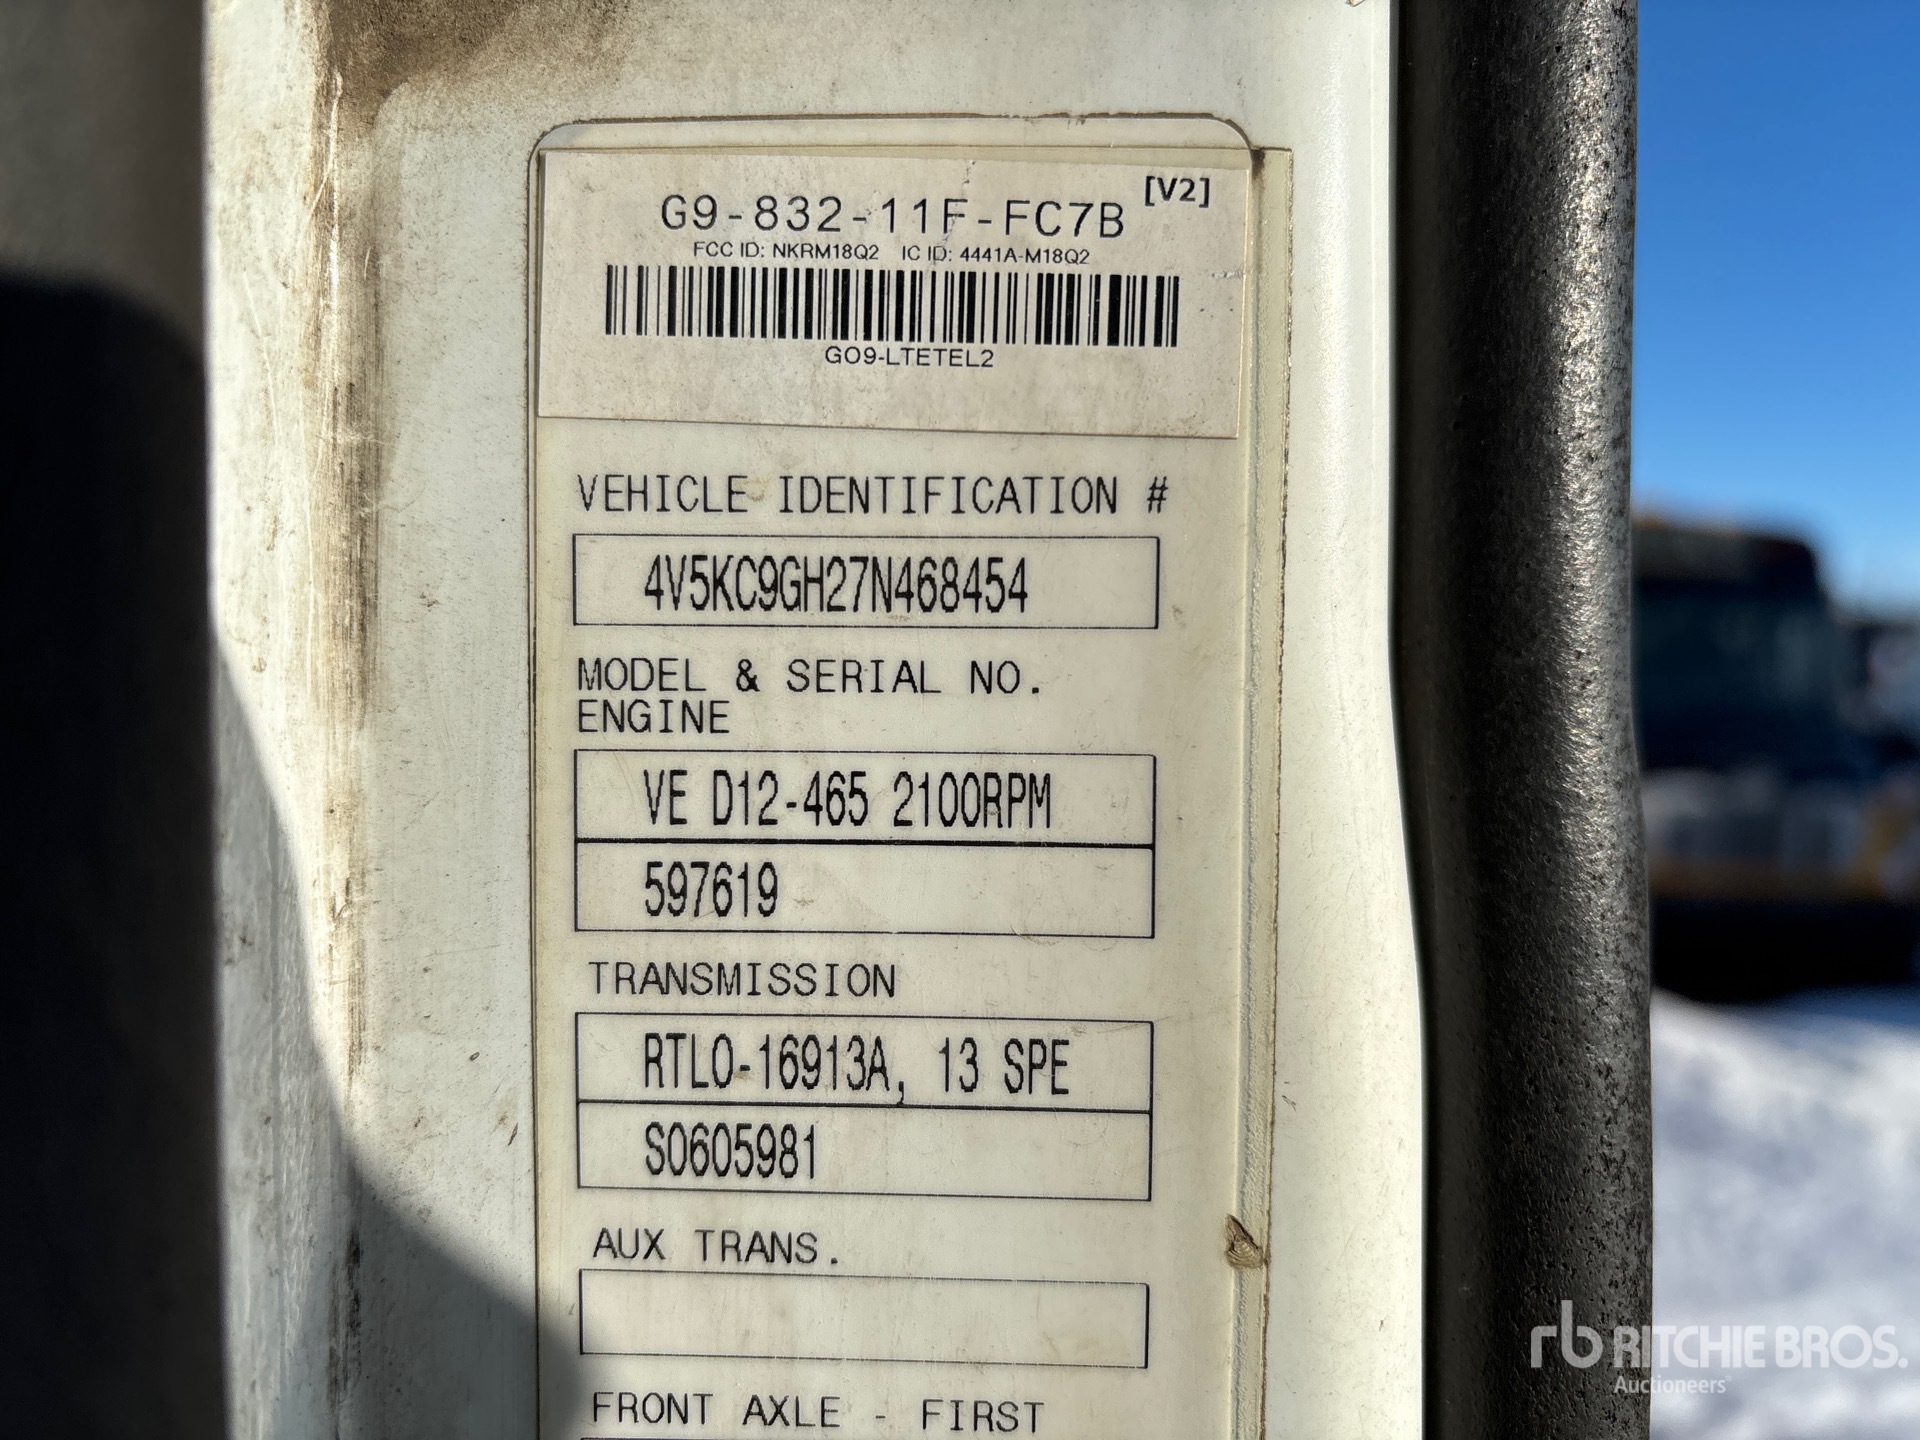 G9-832-11F-FC7B [V2]
FCC ID: NKRM18Q2 IC ID: 4441A-M18Q2
GO9-LTETEL2
VEHICLE IDENTIFICATION #
4V5KC9GH27N468454
MODEL & SERIAL NO.
ENGINE
VE D12-465 2100RPM
597619
TRANSMISSION
RTLO-16913A, 13 SPE
S0605981
AUX TRANS.
FRONT AXLE - FIRST
rb RITCHIE BROS.
Auctioneers